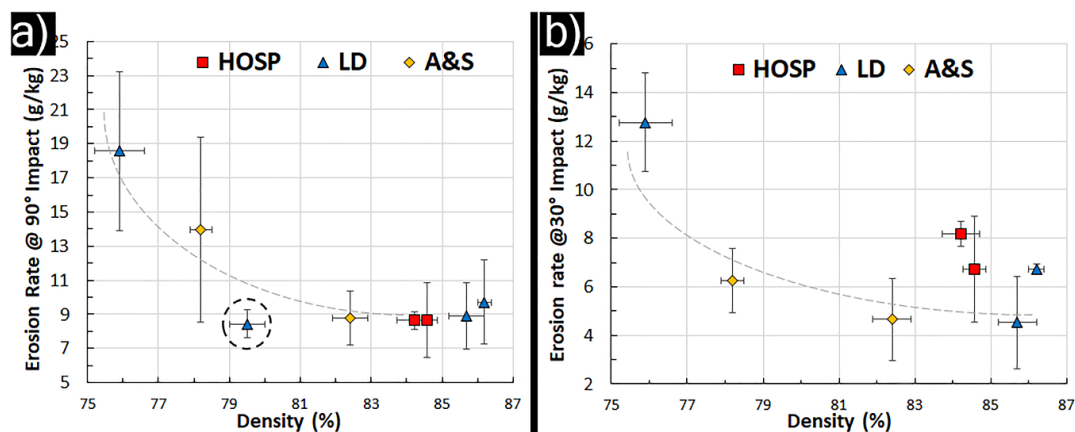 a)
25
23
21
19
17
15
13
11
9
7
5
Erosion Rate @ 90° Impact (g/kg)
HOSP LD A&S
75 77 79 81 83 85 87
Density (%)
b)
16
14
12
10
8
6
4
2
Erosion rate @30° Impact (g/kg)
HOSP LD A&S
75 77 79 81 83 85 87
Density (%)